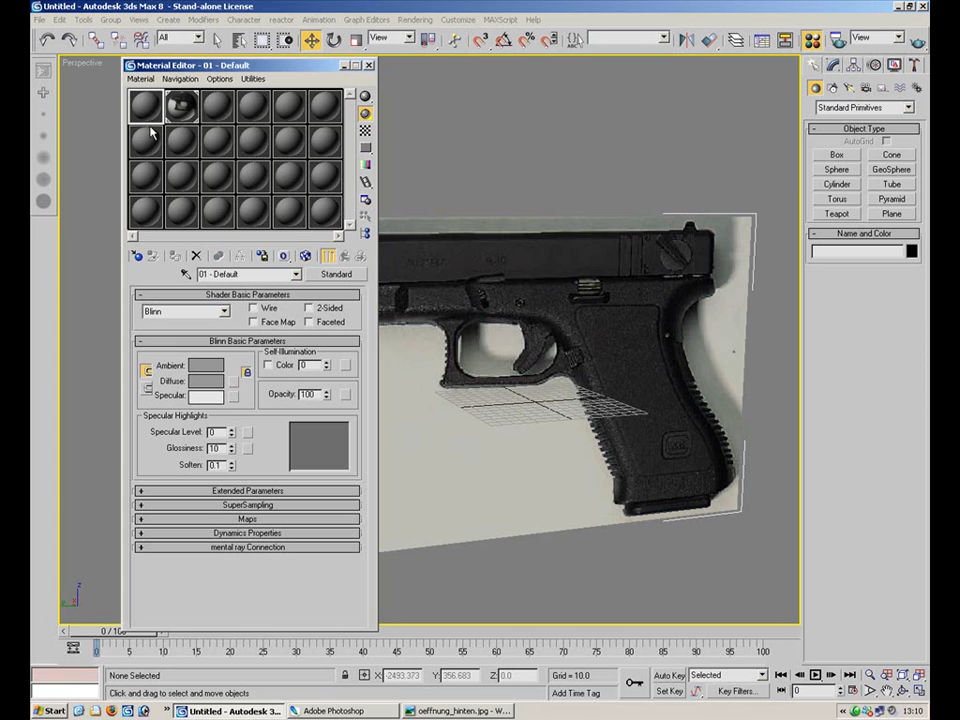 Untitled - Autodesk 3ds Max 8 - Stand-alone License
File Edit Tools Group Views Create Modifiers Character reactor Animation Graph Editors Rendering Customize MAXScript Help
All View View
Perspective
Material Editor - 01 - Default
Material Navigation Options Utilities
01 - Default Standard
Shader Basic Parameters
Blinn Wire 2-Sided
Face Map Faceted
Blinn Basic Parameters
Self-Illumination
Ambient: Color 0
Diffuse:
Specular: Opacity: 100
Specular Highlights
Specular Level: 0
Glossiness: 10
Soften: 0.1
Extended Parameters
SuperSampling
Maps
Dynamics Properties
mental ray Connection
Standard Primitives
Object Type
AutoGrid
Box Cone
Sphere GeoSphere
Cylinder Tube
Torus Pyramid
Teapot Plane
Name and Color
z
0 / 100
0 5 10 15 20 25 30 35 40 45 50 55 60 65 70 75 80 85 90 95 100
None Selected X: -2493.373 Y: 356.683 Z: 0.0 Grid = 10.0 Auto Key Selected
Click and drag to select and move objects Add Time Tag Set Key Key Filters... 0
Start Untitled - Autodesk 3... Adobe Photoshop oeffnung_hinten.jpg - W... 13:10